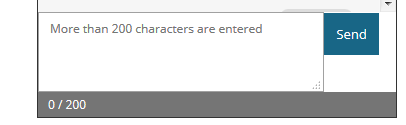 More than 200 characters are entered
Send
0 / 200